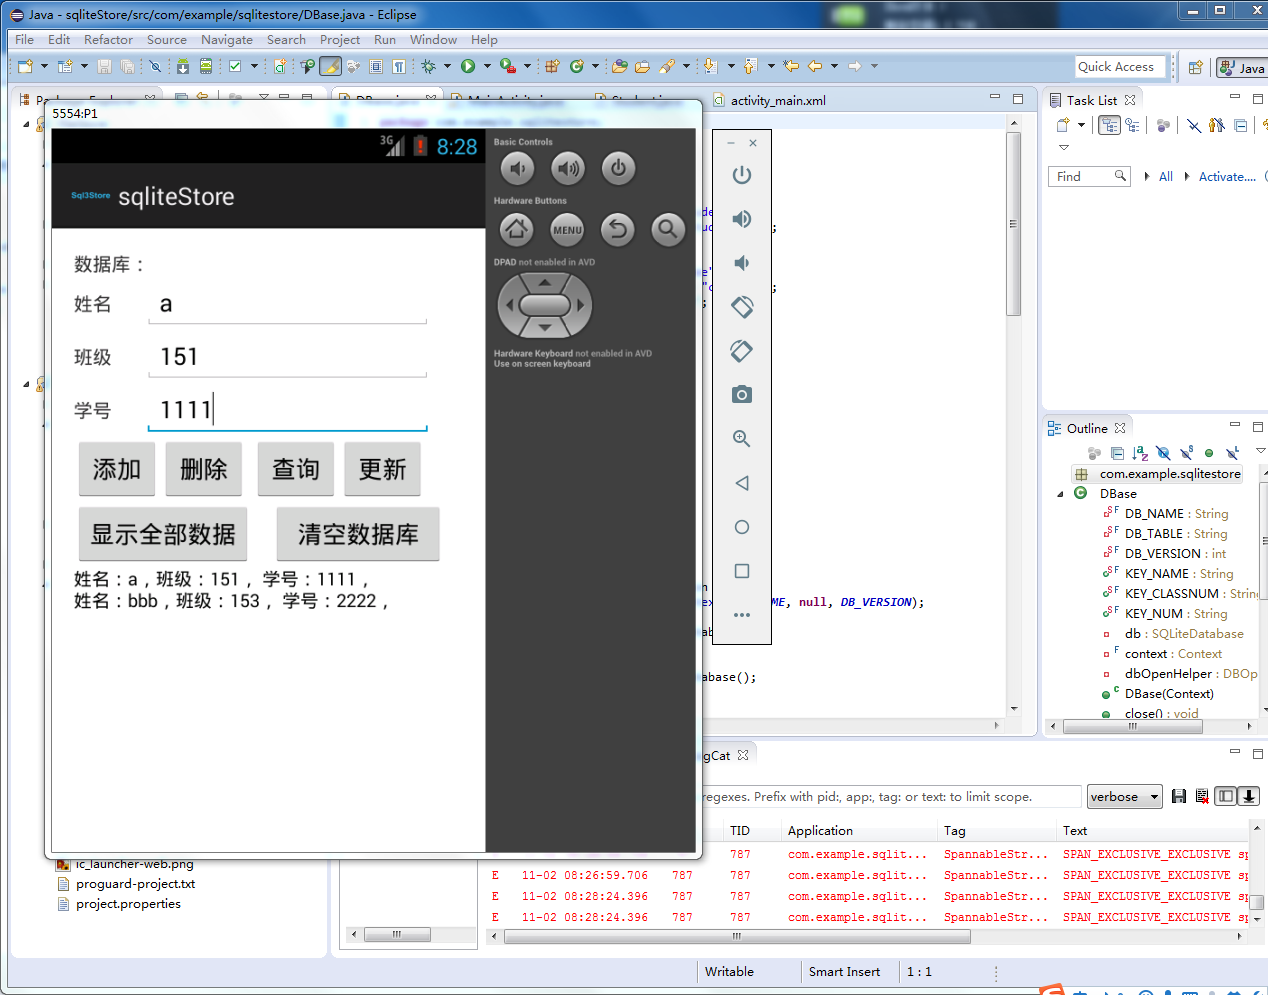 Java - sqliteStore/src/com/example/sqlitestore/DBase.java - Eclipse
File Edit Refactor Source Navigate Search Project Run Window Help
Quick Access
Java
activity_main.xml
Task List
5554:P1
3G 8:28
Sql3Store sqliteStore
数据库：
姓名 a
班级 151
学号 1111
添加 删除 查询 更新
显示全部数据 清空数据库
姓名：a，班级：151， 学号：1111，
姓名：bbb，班级：153， 学号：2222，
Basic Controls
Hardware Buttons
MENU
DPAD not enabled in AVD
Hardware Keyboard not enabled in AVD
Use on screen keyboard
ME, null, DB_VERSION);
abase();
Find All Activate....
Outline
com.example.sqlitestore
DBase
DB_NAME : String
DB_TABLE : String
DB_VERSION : int
KEY_NAME : String
KEY_CLASSNUM : Strin
KEY_NUM : String
db : SQLiteDatabase
context : Context
dbOpenHelper : DBOp
DBase(Context)
close() : void
gCat
regexes. Prefix with pid:, app:, tag: or text: to limit scope.
verbose
TID Application Tag Text
787 com.example.sqlit... SpannableStr... SPAN_EXCLUSIVE_EXCLUSIVE sp
E 11-02 08:26:59.706 787 787 com.example.sqlit... SpannableStr... SPAN_EXCLUSIVE_EXCLUSIVE sp
E 11-02 08:28:24.396 787 787 com.example.sqlit... SpannableStr... SPAN_EXCLUSIVE_EXCLUSIVE sp
E 11-02 08:28:24.396 787 787 com.example.sqlit... SpannableStr... SPAN_EXCLUSIVE_EXCLUSIVE sp
ic_launcher-web.png
proguard-project.txt
project.properties
Writable Smart Insert 1 : 1